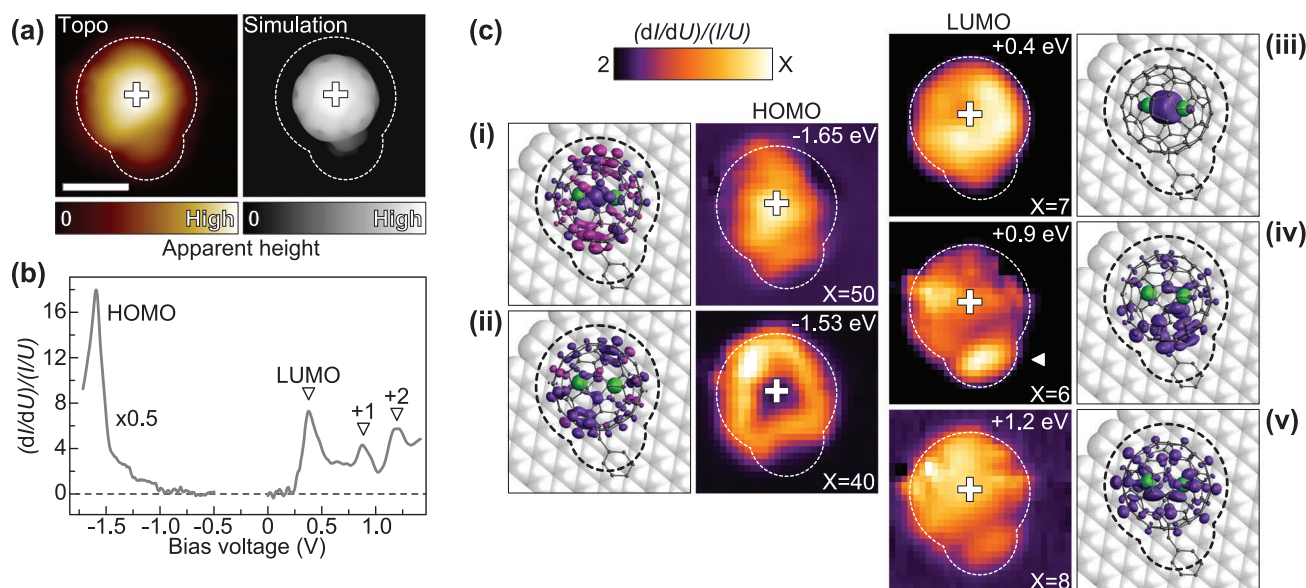 (a)
Topo
Simulation
0 High
0 High
Apparent height
(b)
(dI/dU)/(I/U)
16
12
8
4
0
HOMO
x0.5
LUMO
+1
+2
-1.5
-1.0
-0.5
0
0.5
1.0
Bias voltage (V)
(c)
(dI/dU)/(I/U)
2 X
HOMO
(i)
-1.65 eV
X=50
(ii)
-1.53 eV
X=40
LUMO
+0.4 eV
(iii)
X=7
+0.9 eV
(iv)
X=6
+1.2 eV
(v)
X=8